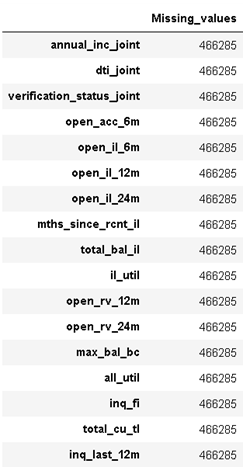 Missing_values
annual_inc_joint 466285
dti_joint 466285
verification_status_joint 466285
open_acc_6m 466285
open_il_6m 466285
open_il_12m 466285
open_il_24m 466285
mths_since_rcnt_il 466285
total_bal_il 466285
il_util 466285
open_rv_12m 466285
open_rv_24m 466285
max_bal_bc 466285
all_util 466285
inq_fi 466285
total_cu_tl 466285
inq_last_12m 466285